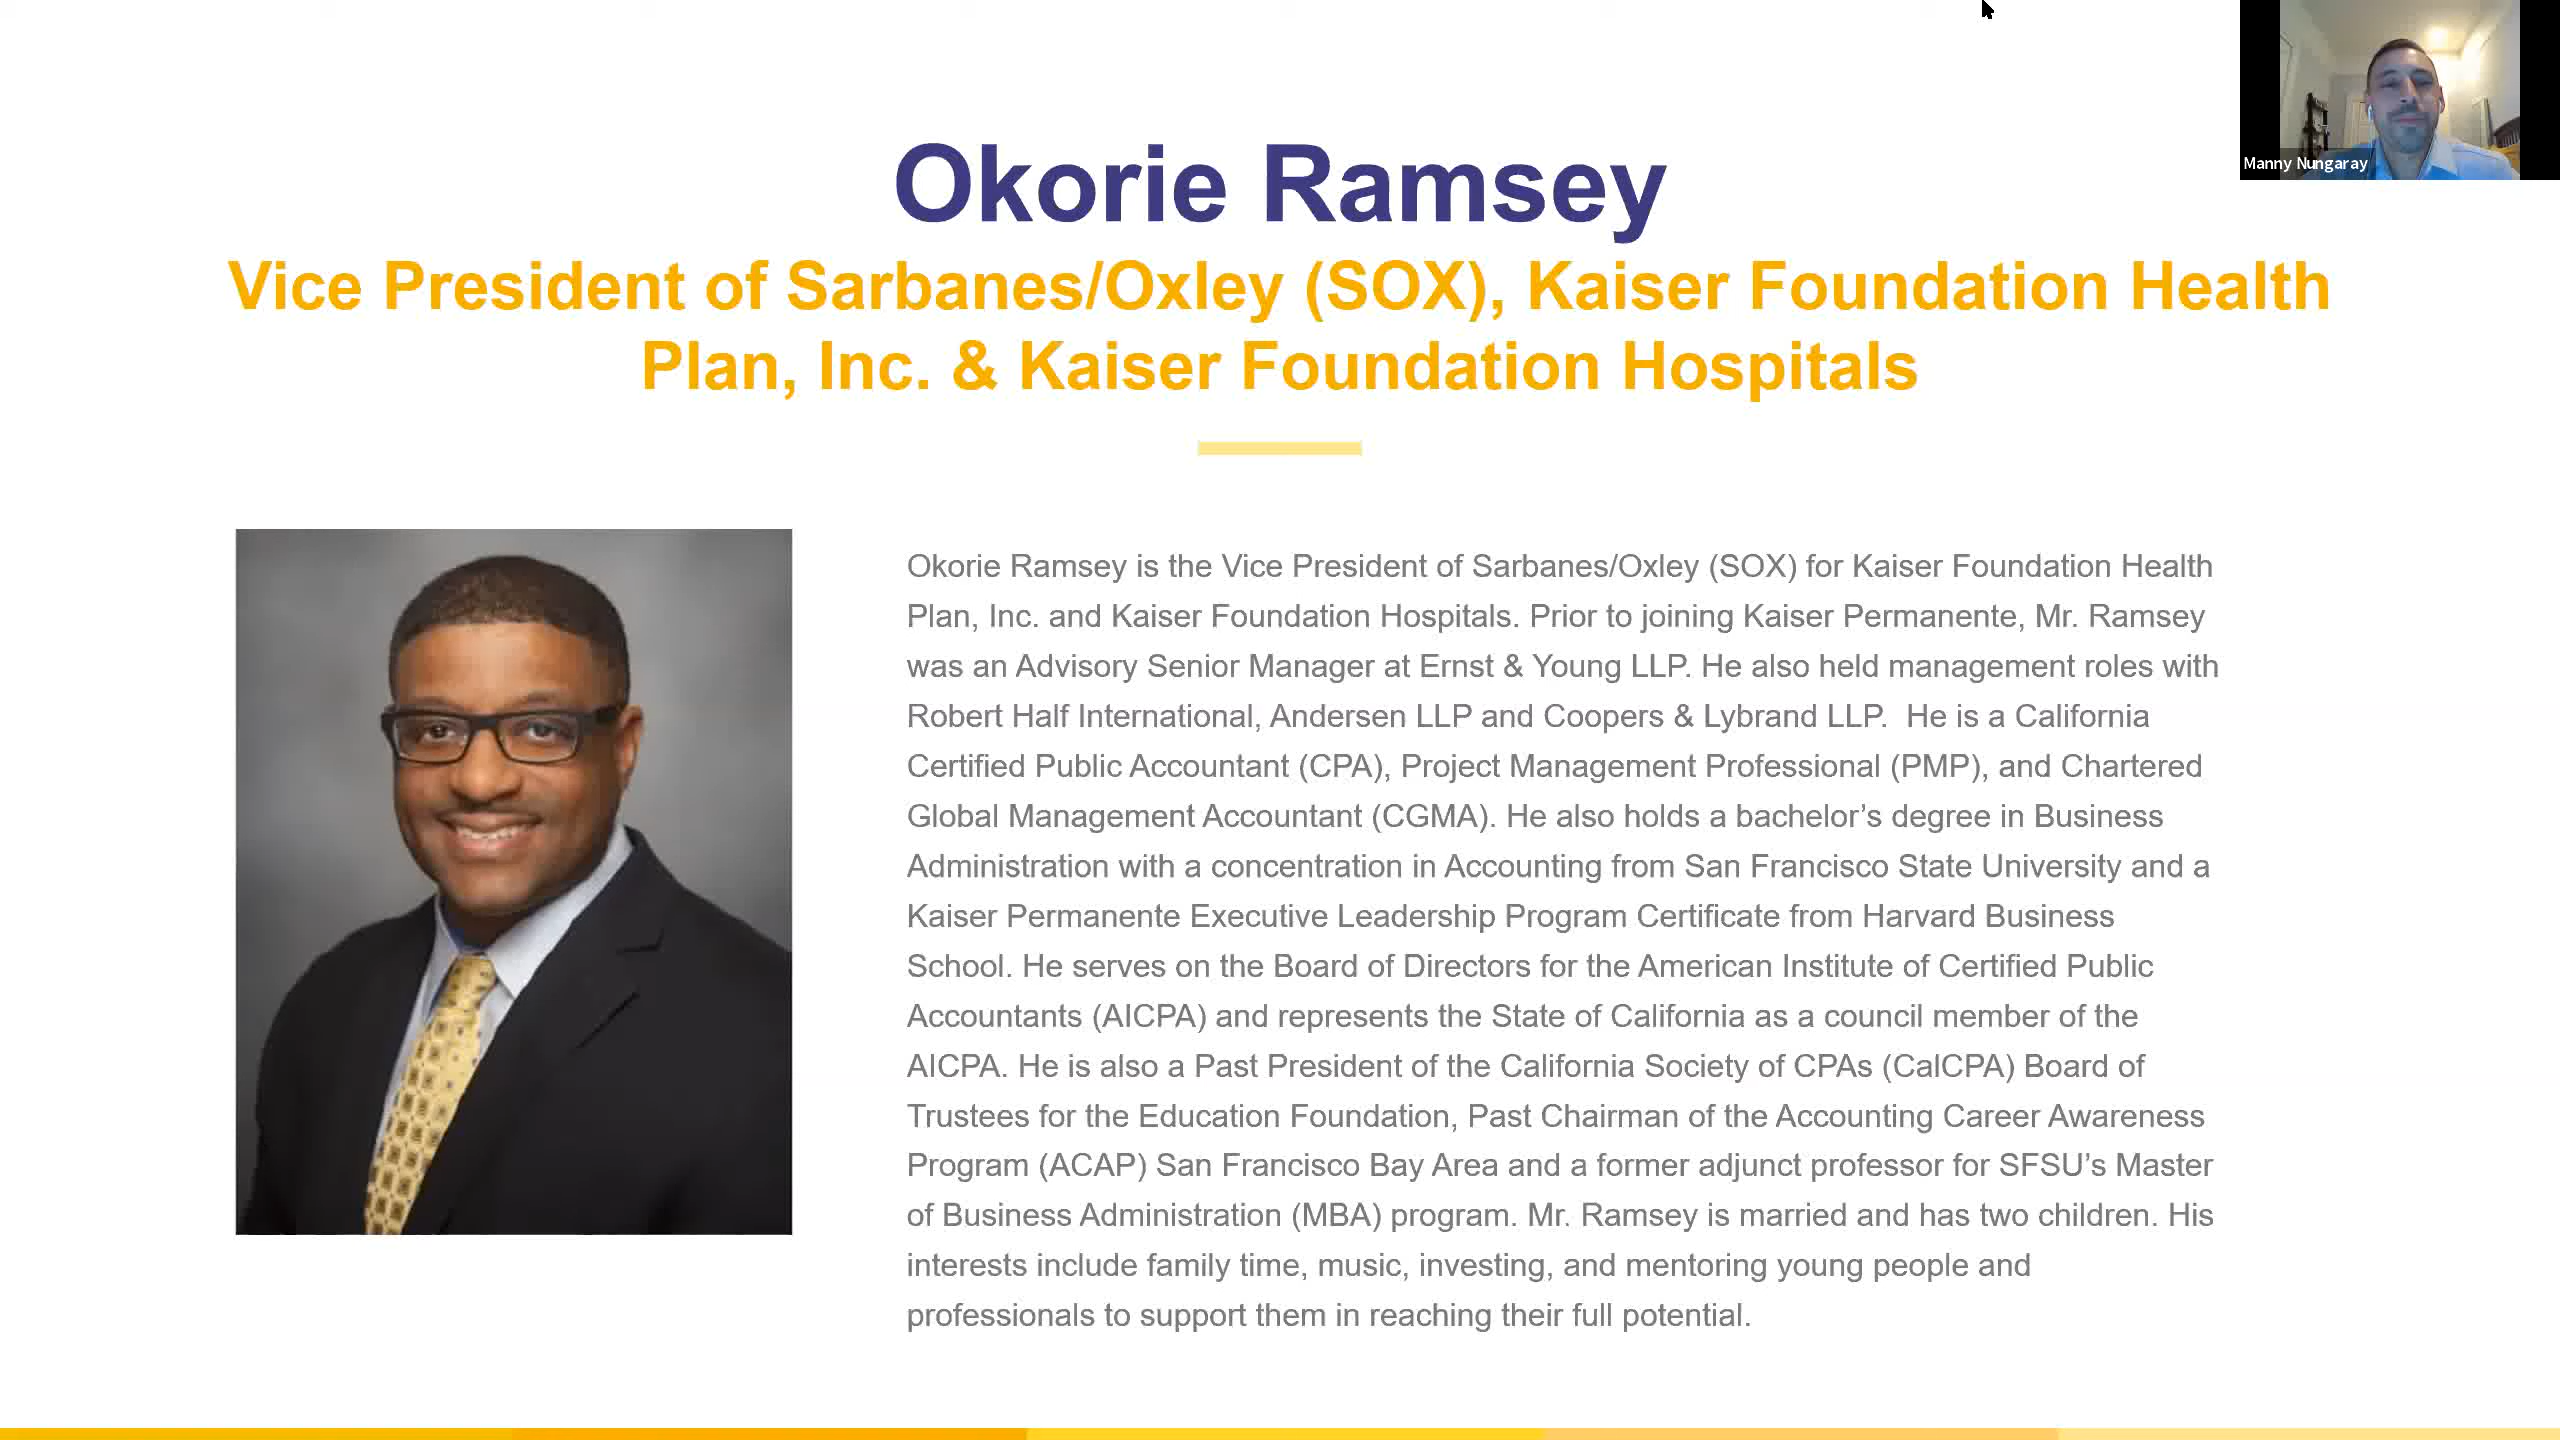 Manny Nungaray
Okorie Ramsey
Vice President of Sarbanes/Oxley (SOX), Kaiser Foundation Health
Plan, Inc. & Kaiser Foundation Hospitals
Okorie Ramsey is the Vice President of Sarbanes/Oxley (SOX) for Kaiser Foundation Health
Plan, Inc. and Kaiser Foundation Hospitals. Prior to joining Kaiser Permanente, Mr. Ramsey
was an Advisory Senior Manager at Ernst & Young LLP. He also held management roles with
Robert Half International, Andersen LLP and Coopers & Lybrand LLP.  He is a California
Certified Public Accountant (CPA), Project Management Professional (PMP), and Chartered
Global Management Accountant (CGMA). He also holds a bachelor’s degree in Business
Administration with a concentration in Accounting from San Francisco State University and a
Kaiser Permanente Executive Leadership Program Certificate from Harvard Business
School. He serves on the Board of Directors for the American Institute of Certified Public
Accountants (AICPA) and represents the State of California as a council member of the
AICPA. He is also a Past President of the California Society of CPAs (CalCPA) Board of
Trustees for the Education Foundation, Past Chairman of the Accounting Career Awareness
Program (ACAP) San Francisco Bay Area and a former adjunct professor for SFSU’s Master
of Business Administration (MBA) program. Mr. Ramsey is married and has two children. His
interests include family time, music, investing, and mentoring young people and
professionals to support them in reaching their full potential.